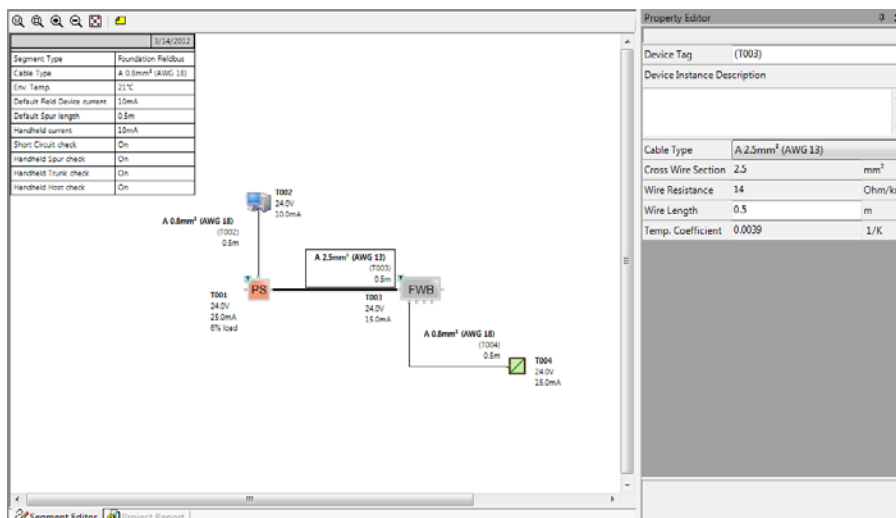 Property Editor
3/14/2012
Segment Type Foundation Fieldbus
Cable Type A 0.8mm² (AWG 18)
Env. Temp. 21°C
Default Field Device current 10mA
Default Spur length 0.5m
Handheld current 10mA
Short Circuit check On
Handheld Spur check On
Handheld Trunk check On
Handheld Host check On
T002
24.0V
10.0mA
A 0.8mm² (AWG 18)
(T002)
0.5m
A 2.5mm² (AWG 13)
(T003)
0.5m
T
PS
T
FWB
T001
24.0V
25.0mA
6% load
T003
24.0V
15.0mA
A 0.8mm² (AWG 18)
(T004)
0.5m
T004
24.0V
15.0mA
Device Tag (T003)
Device Instance Description
Cable Type A 2.5mm² (AWG 13)
Cross Wire Section 2.5 mm²
Wire Resistance 14 Ohm/k
Wire Length 0.5 m
Temp. Coefficient 0.0039 1/K
Segment Editor Project Report